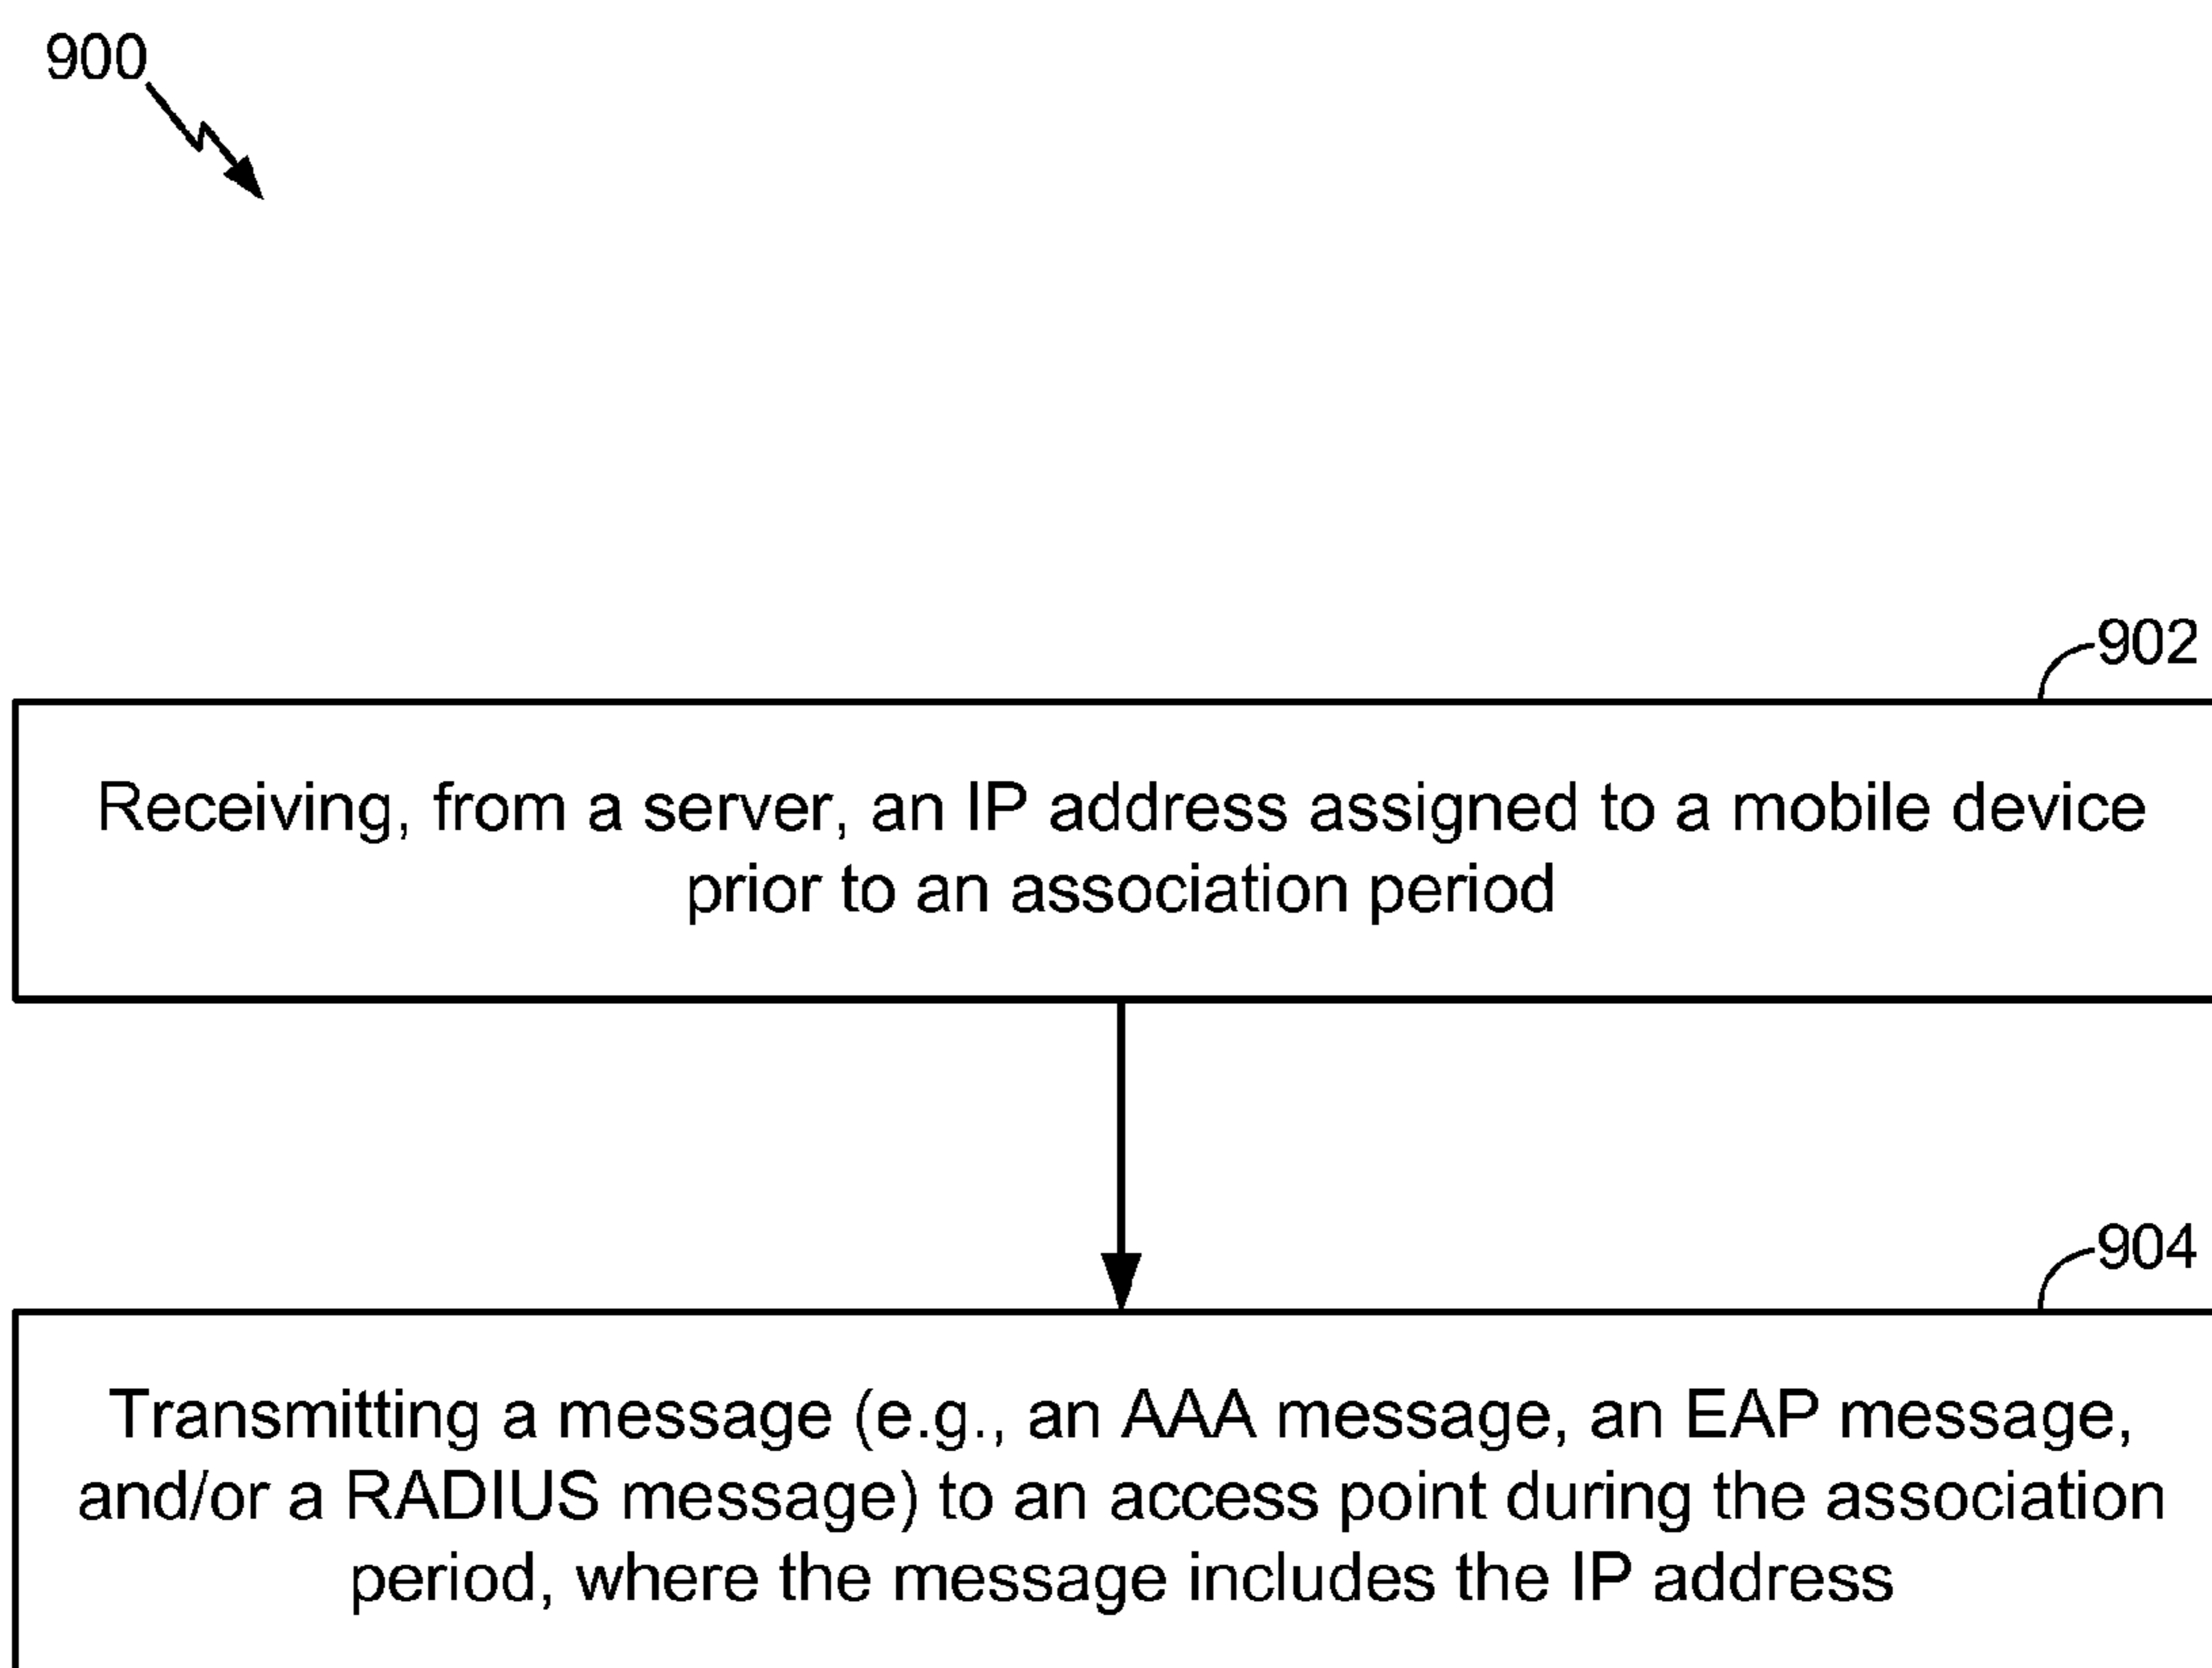 900
902
Receiving, from a server, an IP address assigned to a mobile device
prior to an association period
904
Transmitting a message (e.g., an AAA message, an EAP message,
and/or a RADIUS message) to an access point during the association
period, where the message includes the IP address